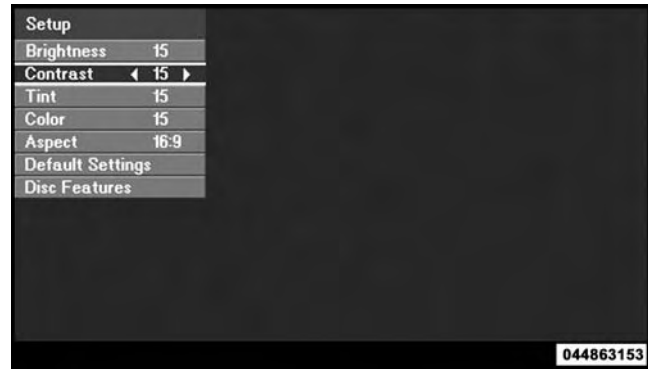 Setup
Brightness 15
Contrast 15
Tint 15
Color 15
Aspect 16:9
Default Settings
Disc Features
044863153